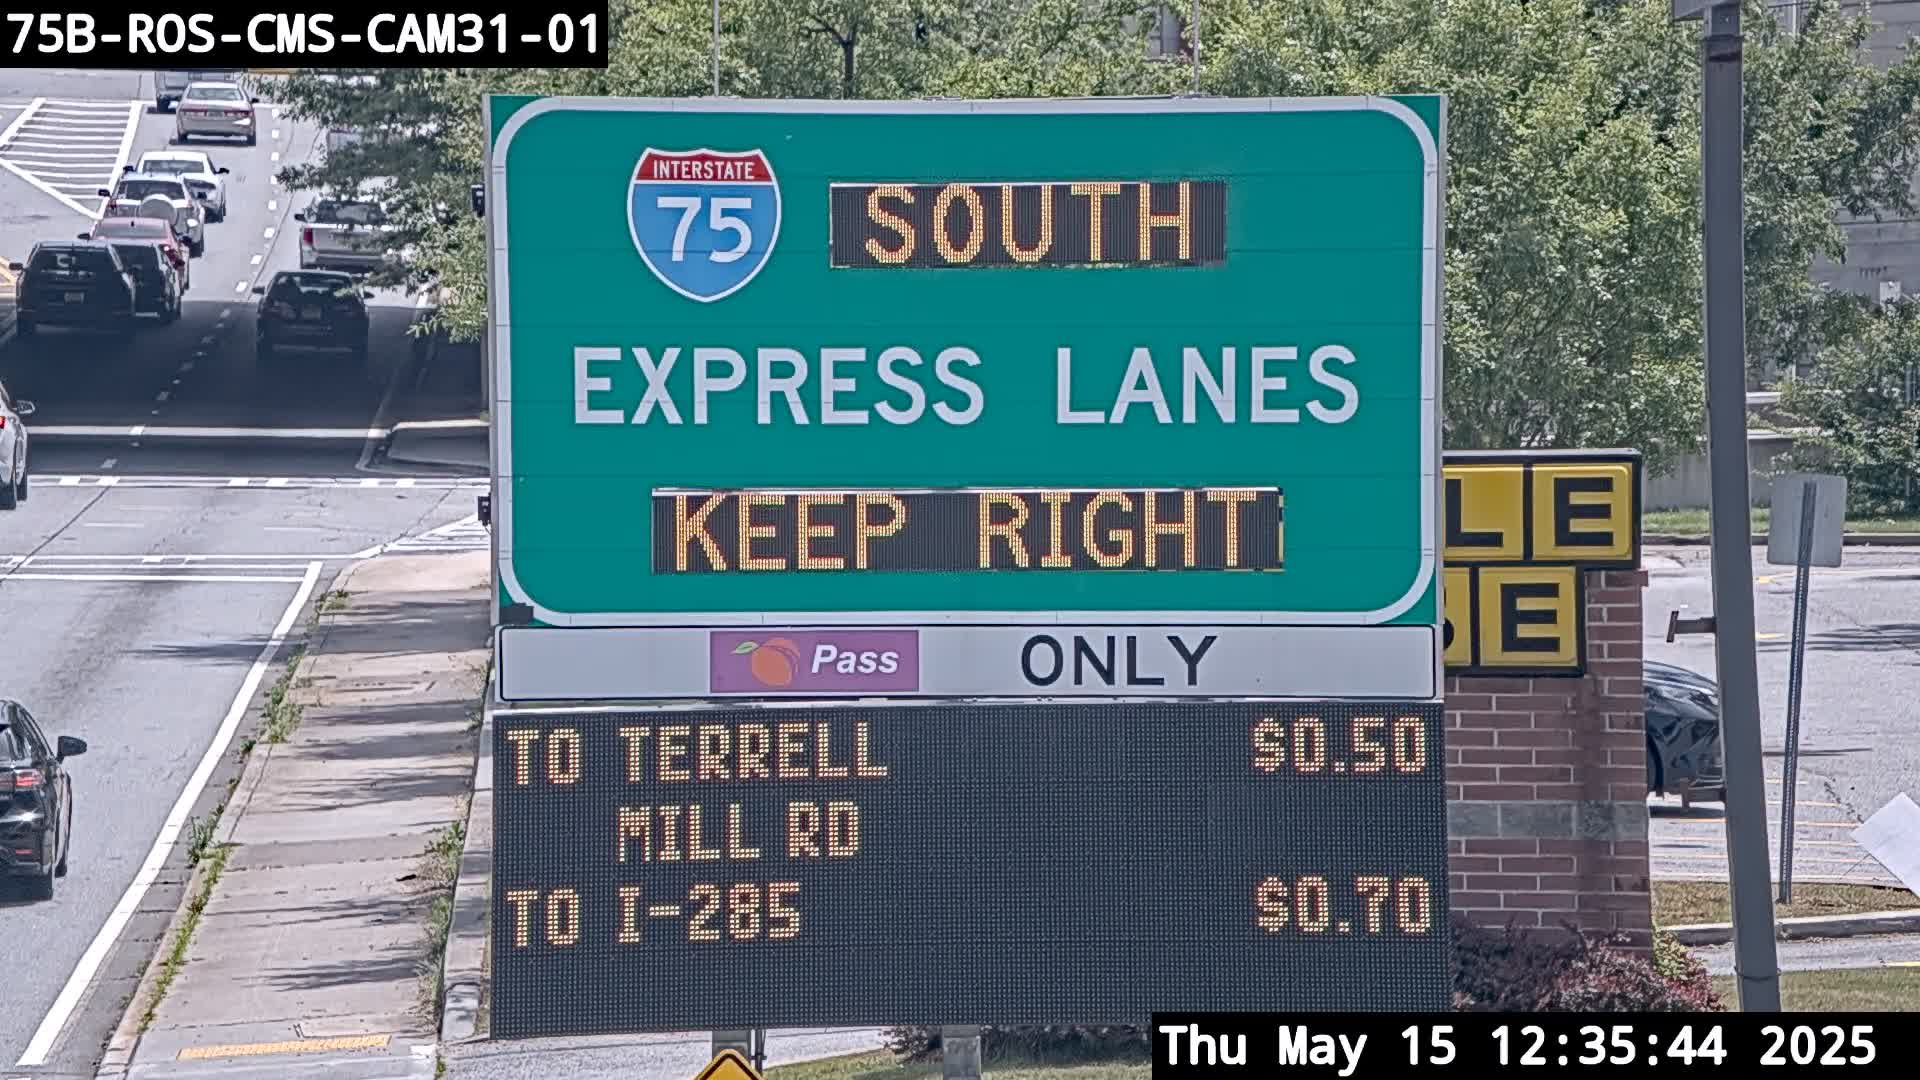 75B-ROS-CMS-CAM31-01
INTERSTATE
75
SOUTH
EXPRESS LANES
KEEP RIGHT
Pass ONLY
TO TERRELL $0.50
MILL RD
TO I-285 $0.70
LE
E
Thu May 15 12:35:44 2025